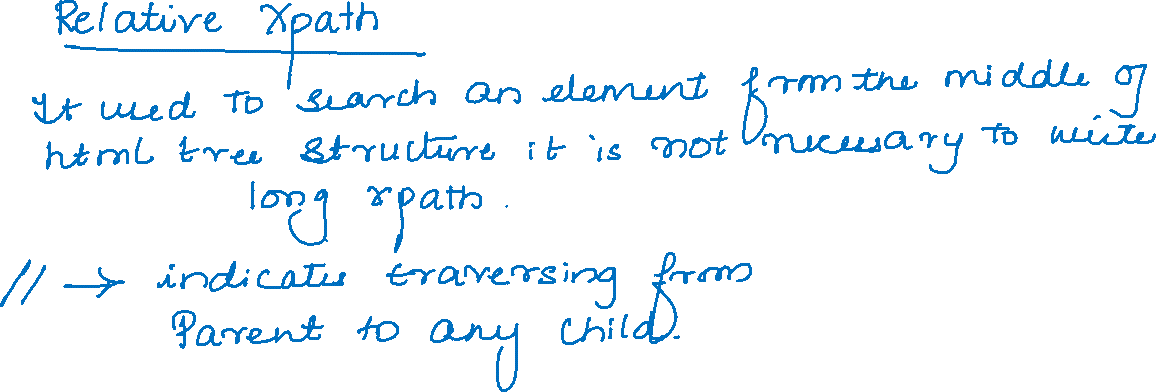 Relative Xpath
It used to search an element from the middle of
html tree structure it is not necessary to write
long xpath.
// → indicates traversing from
Parent to any child.